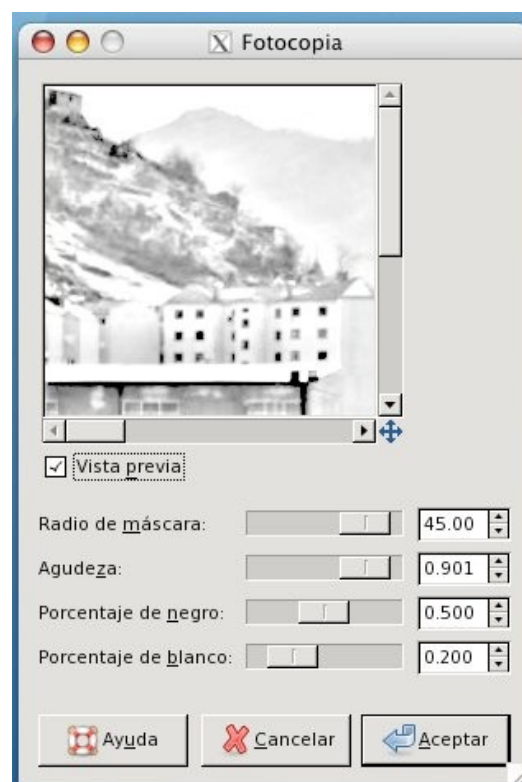 Fotocopia
Vista previa
Radio de máscara: 45.00
Agudeza: 0.901
Porcentaje de negro: 0.500
Porcentaje de blanco: 0.200
Ayuda Cancelar Aceptar